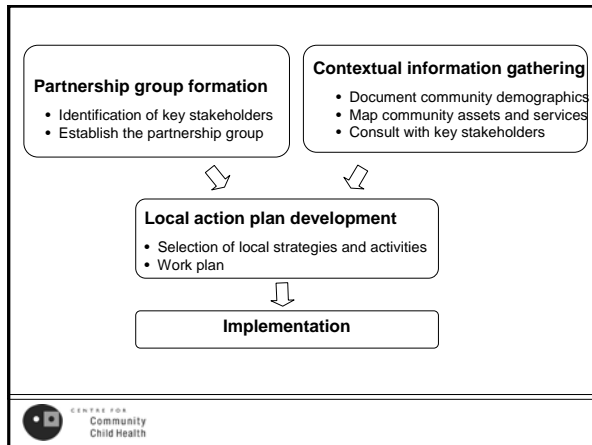 Partnership group formation
• Identification of key stakeholders
• Establish the partnership group
Contextual information gathering
• Document community demographics
• Map community assets and services
• Consult with key stakeholders
Local action plan development
• Selection of local strategies and activities
• Work plan
Implementation
CENTRE FOR
Community
Child Health